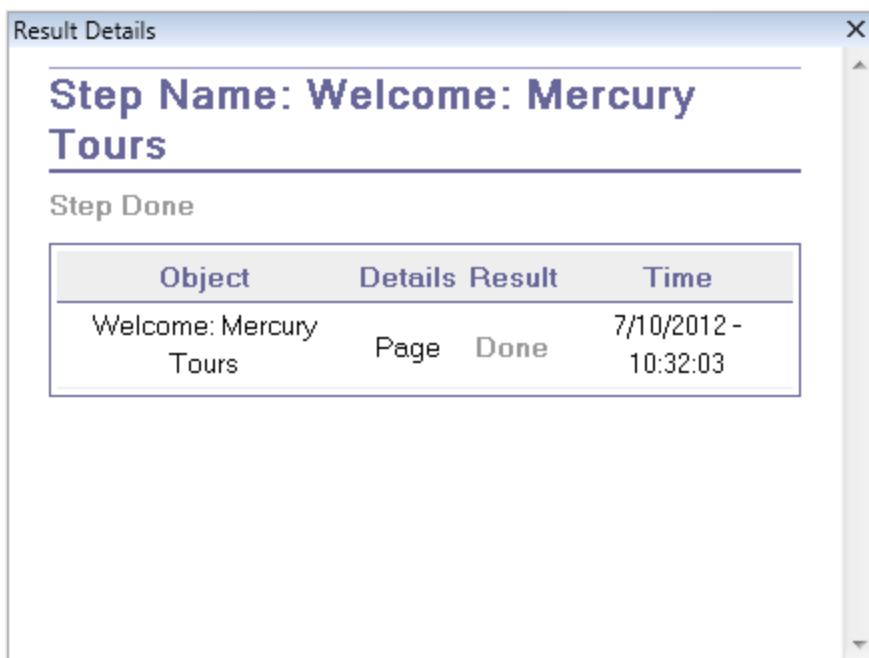 Result Details
Step Name: Welcome: Mercury
Tours
Step Done
Object Details Result Time
Welcome: Mercury
Tours
Page
Done
7/10/2012 -
10:32:03